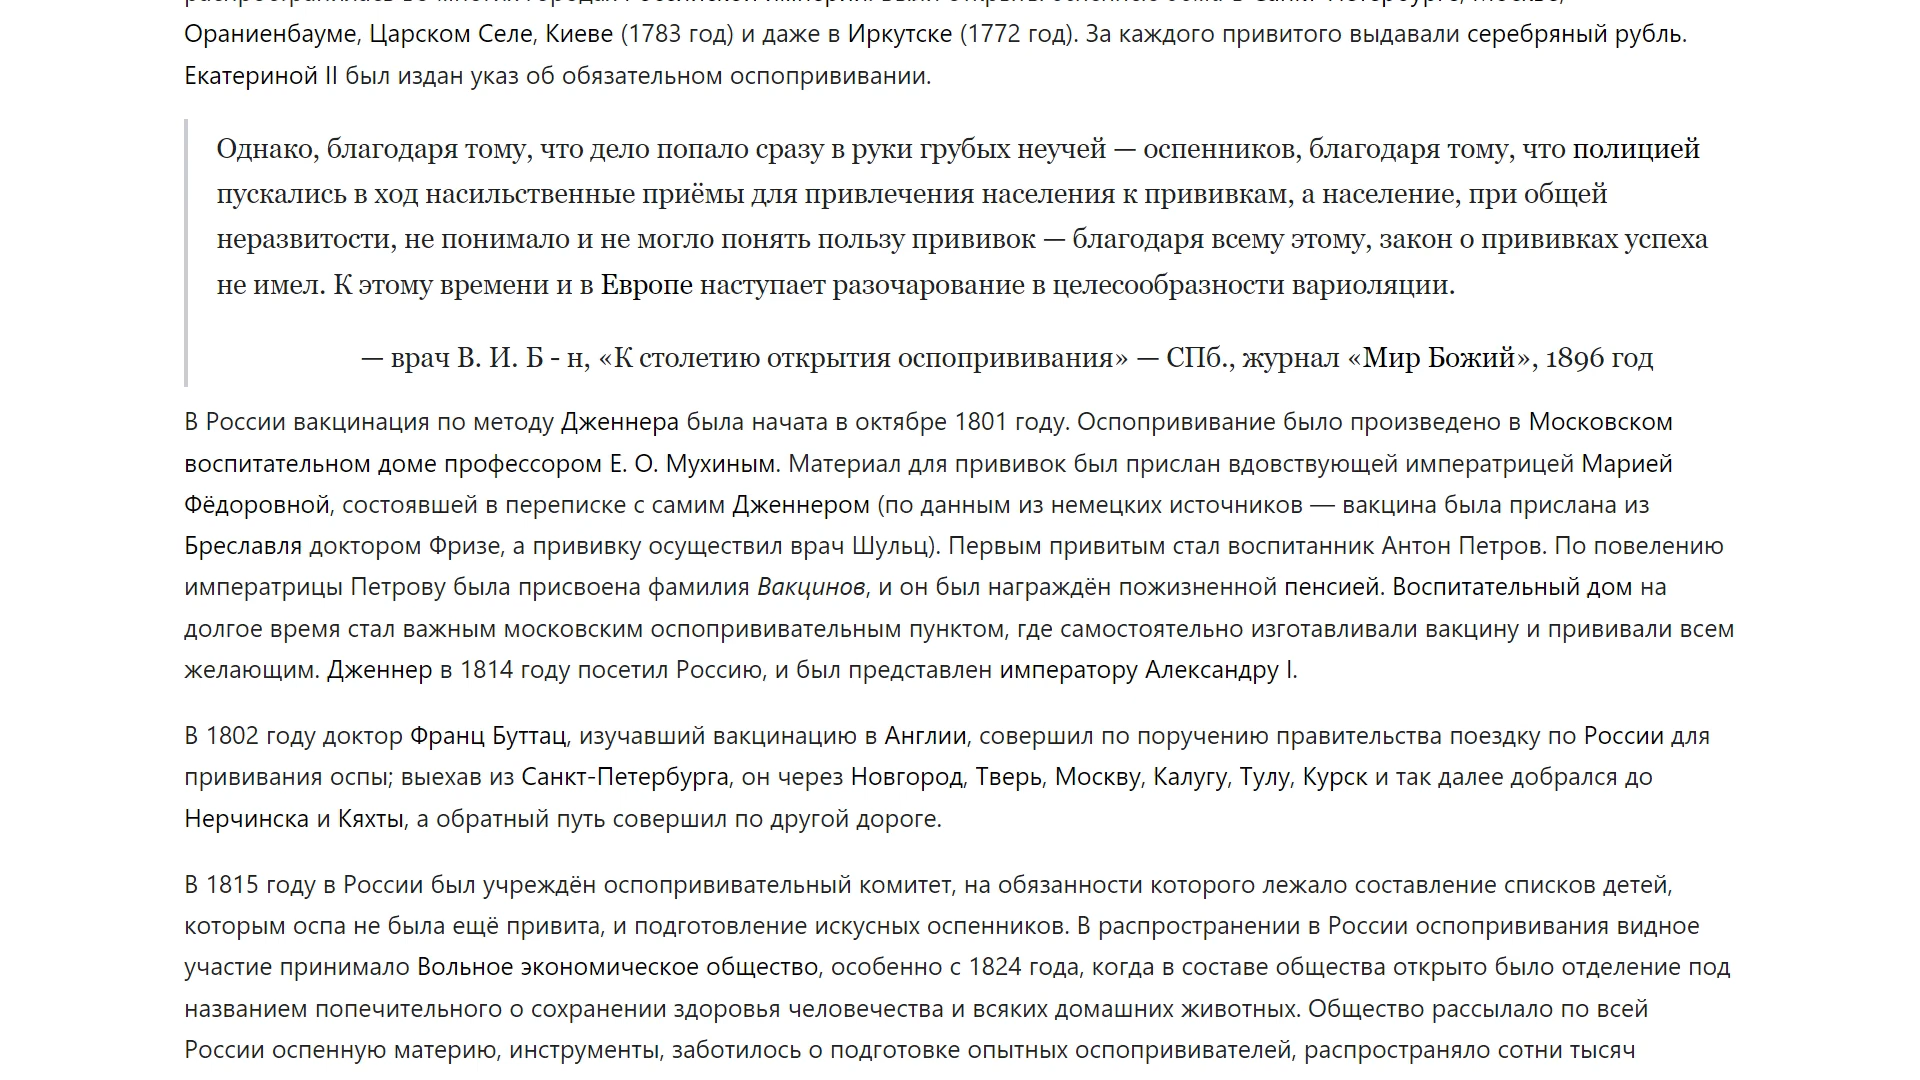 распространилась во многих городах Российской империи. Были открыты оспенные дома в Санкт-Петербурге, Москве,
Ораниенбауме, Царском Селе, Киеве (1783 год) и даже в Иркутске (1772 год). За каждого привитого выдавали серебряный рубль.
Екатериной II был издан указ об обязательном оспопрививании.
Однако, благодаря тому, что дело попало сразу в руки грубых неучей — оспенников, благодаря тому, что полицией
пускались в ход насильственные приёмы для привлечения населения к прививкам, а население, при общей
неразвитости, не понимало и не могло понять пользу прививок — благодаря всему этому, закон о прививках успеха
не имел. К этому времени и в Европе наступает разочарование в целесообразности вариоляции.
— врач В. И. Б - н, «К столетию открытия оспопрививания» — СПб., журнал «Мир Божий», 1896 год
В России вакцинация по методу Дженнера была начата в октябре 1801 году. Оспопрививание было произведено в Московском
воспитательном доме профессором Е. О. Мухиным. Материал для прививок был прислан вдовствующей императрицей Марией
Фёдоровной, состоявшей в переписке с самим Дженнером (по данным из немецких источников — вакцина была прислана из
Бреславля доктором Фризе, а прививку осуществил врач Шульц). Первым привитым стал воспитанник Антон Петров. По повелению
императрицы Петрову была присвоена фамилия Вакцинов, и он был награждён пожизненной пенсией. Воспитательный дом на
долгое время стал важным московским оспопрививательным пунктом, где самостоятельно изготавливали вакцину и прививали всем
желающим. Дженнер в 1814 году посетил Россию, и был представлен императору Александру I.
В 1802 году доктор Франц Буттац, изучавший вакцинацию в Англии, совершил по поручению правительства поездку по России для
прививания оспы; выехав из Санкт-Петербурга, он через Новгород, Тверь, Москву, Калугу, Тулу, Курск и так далее добрался до
Нерчинска и Кяхты, а обратный путь совершил по другой дороге.
В 1815 году в России был учреждён оспопрививательный комитет, на обязанности которого лежало составление списков детей,
которым оспа не была ещё привита, и подготовление искусных оспенников. В распространении в России оспопрививания видное
участие принимало Вольное экономическое общество, особенно с 1824 года, когда в составе общества открыто было отделение под
названием попечительного о сохранении здоровья человечества и всяких домашних животных. Общество рассылало по всей
России оспенную материю, инструменты, заботилось о подготовке опытных оспопрививателей, распространяло сотни тысяч